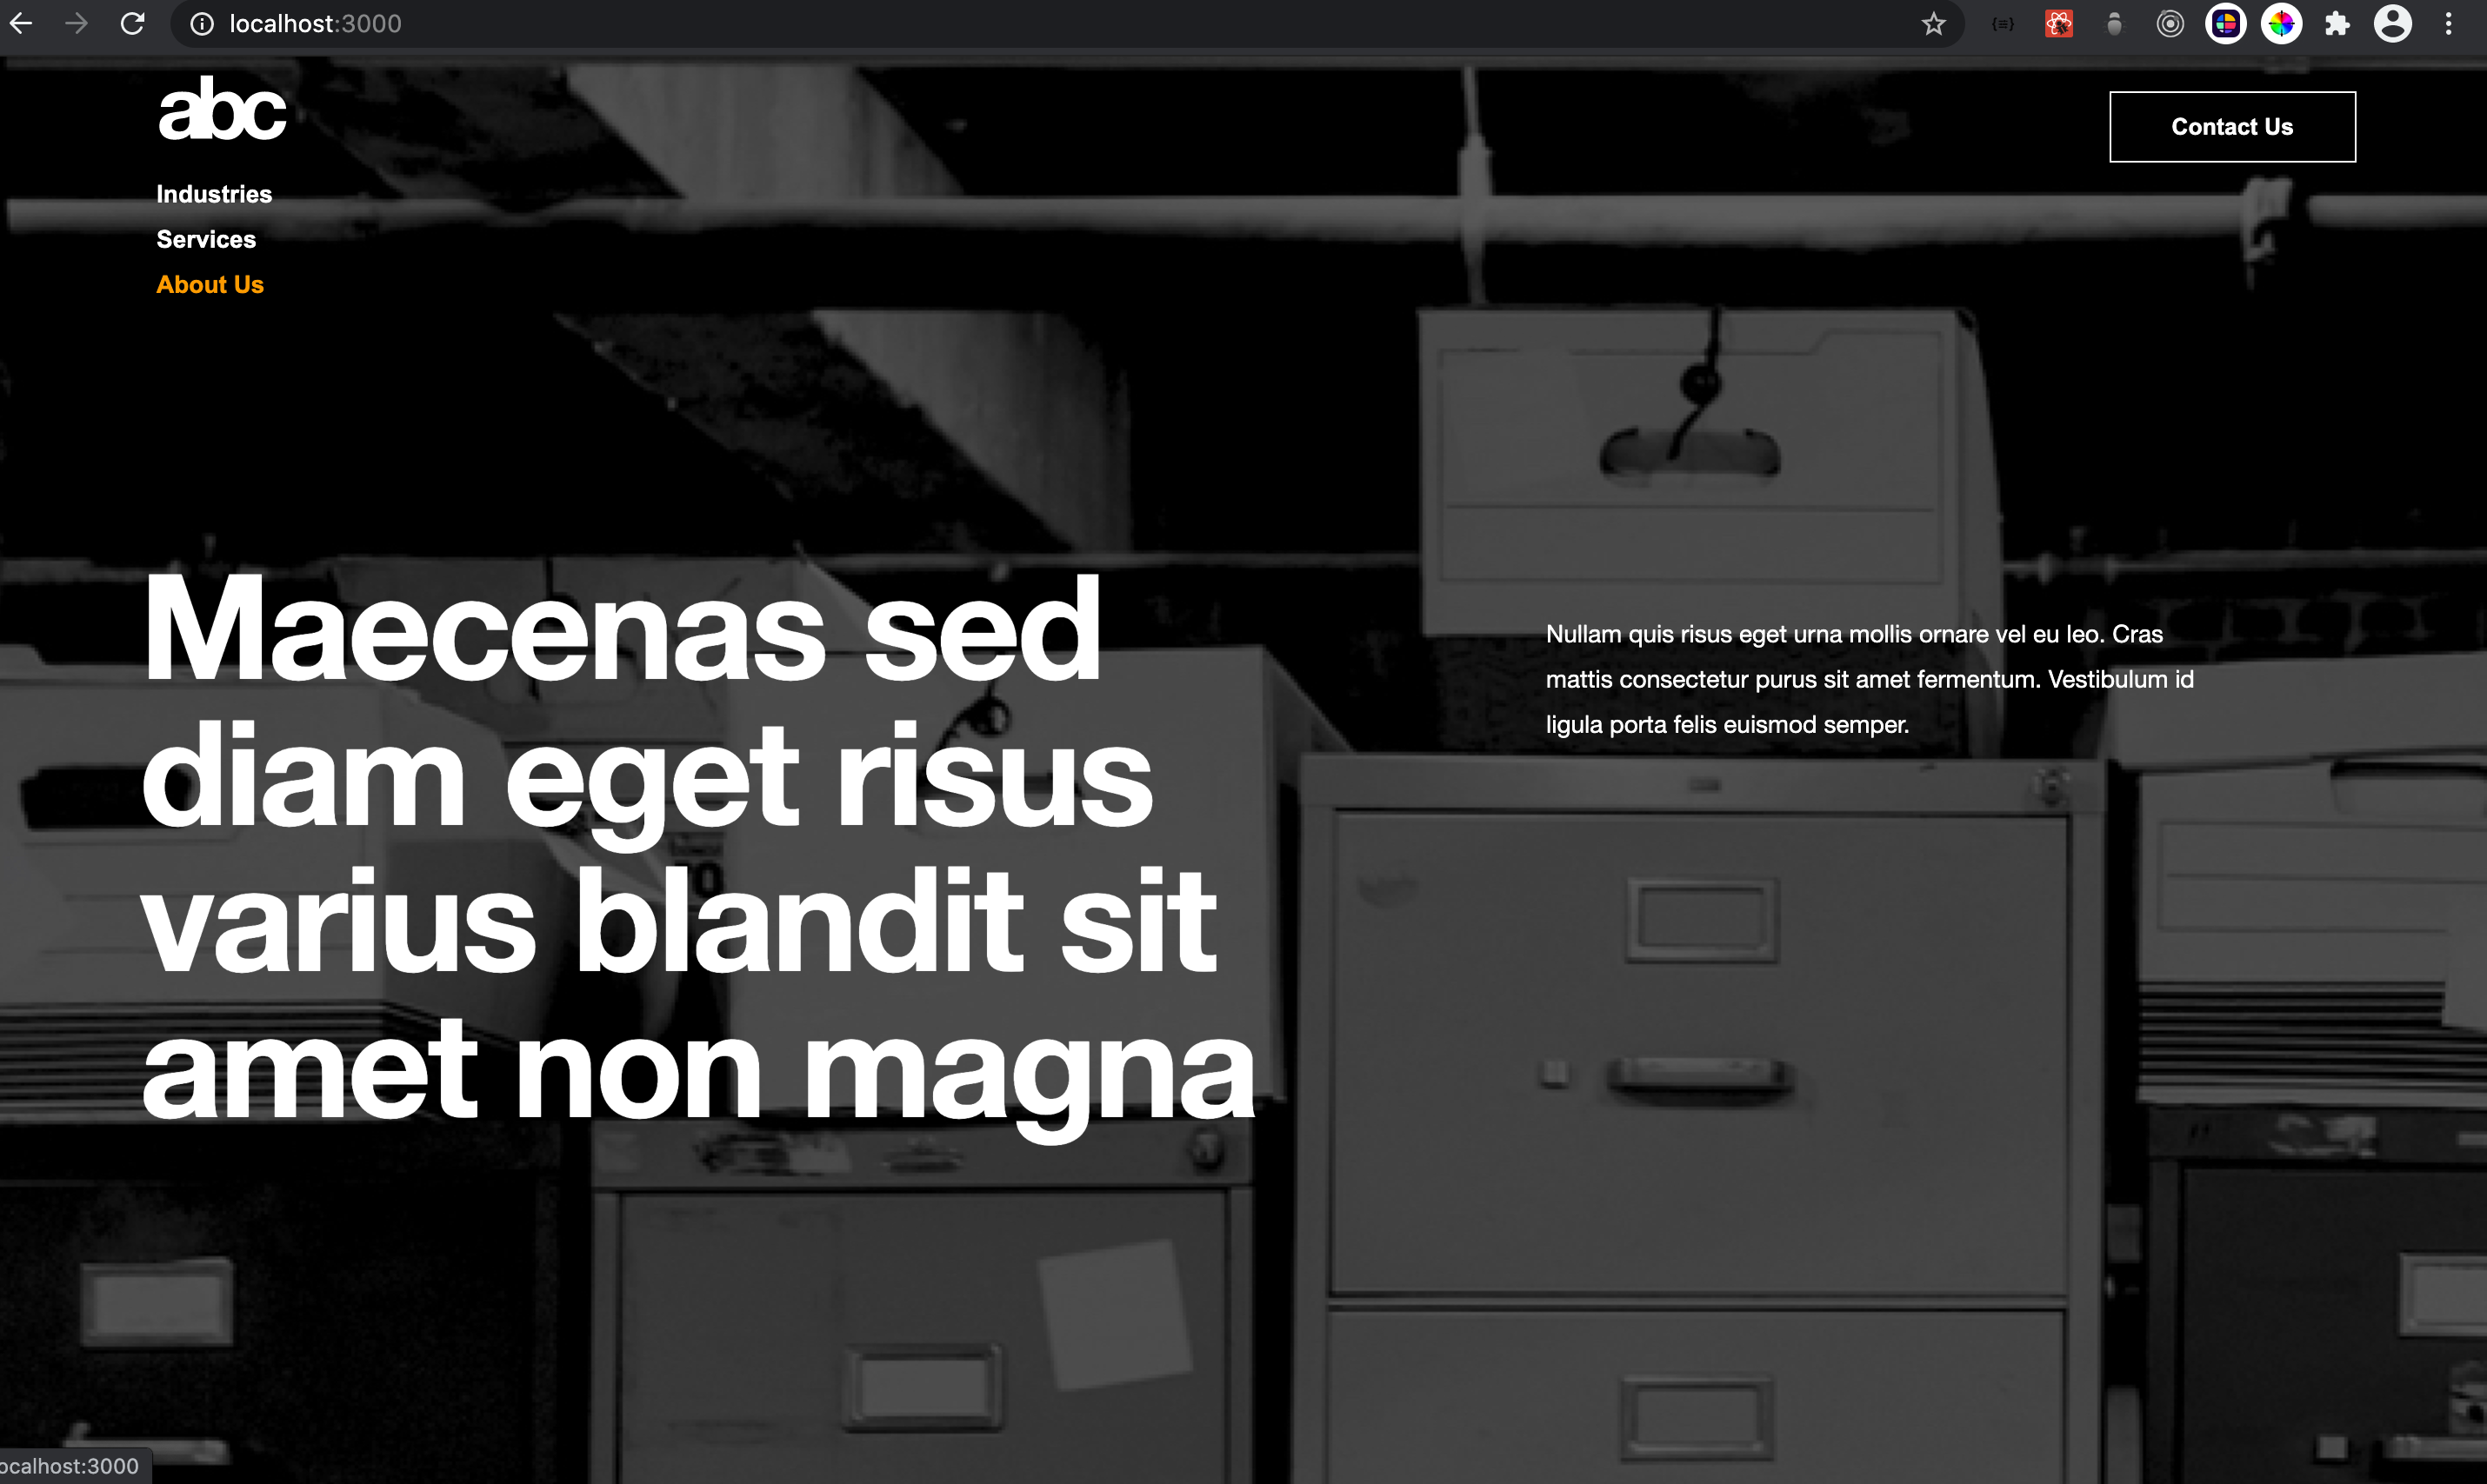 localhost:3000
abc
Contact Us
Industries
Services
About Us
Maecenas sed
diam eget risus
varius blandit sit
amet non magna
Nullam quis risus eget urna mollis ornare vel eu leo. Cras
mattis consectetur purus sit amet fermentum. Vestibulum id
ligula porta felis euismod semper.
ocalhost:3000